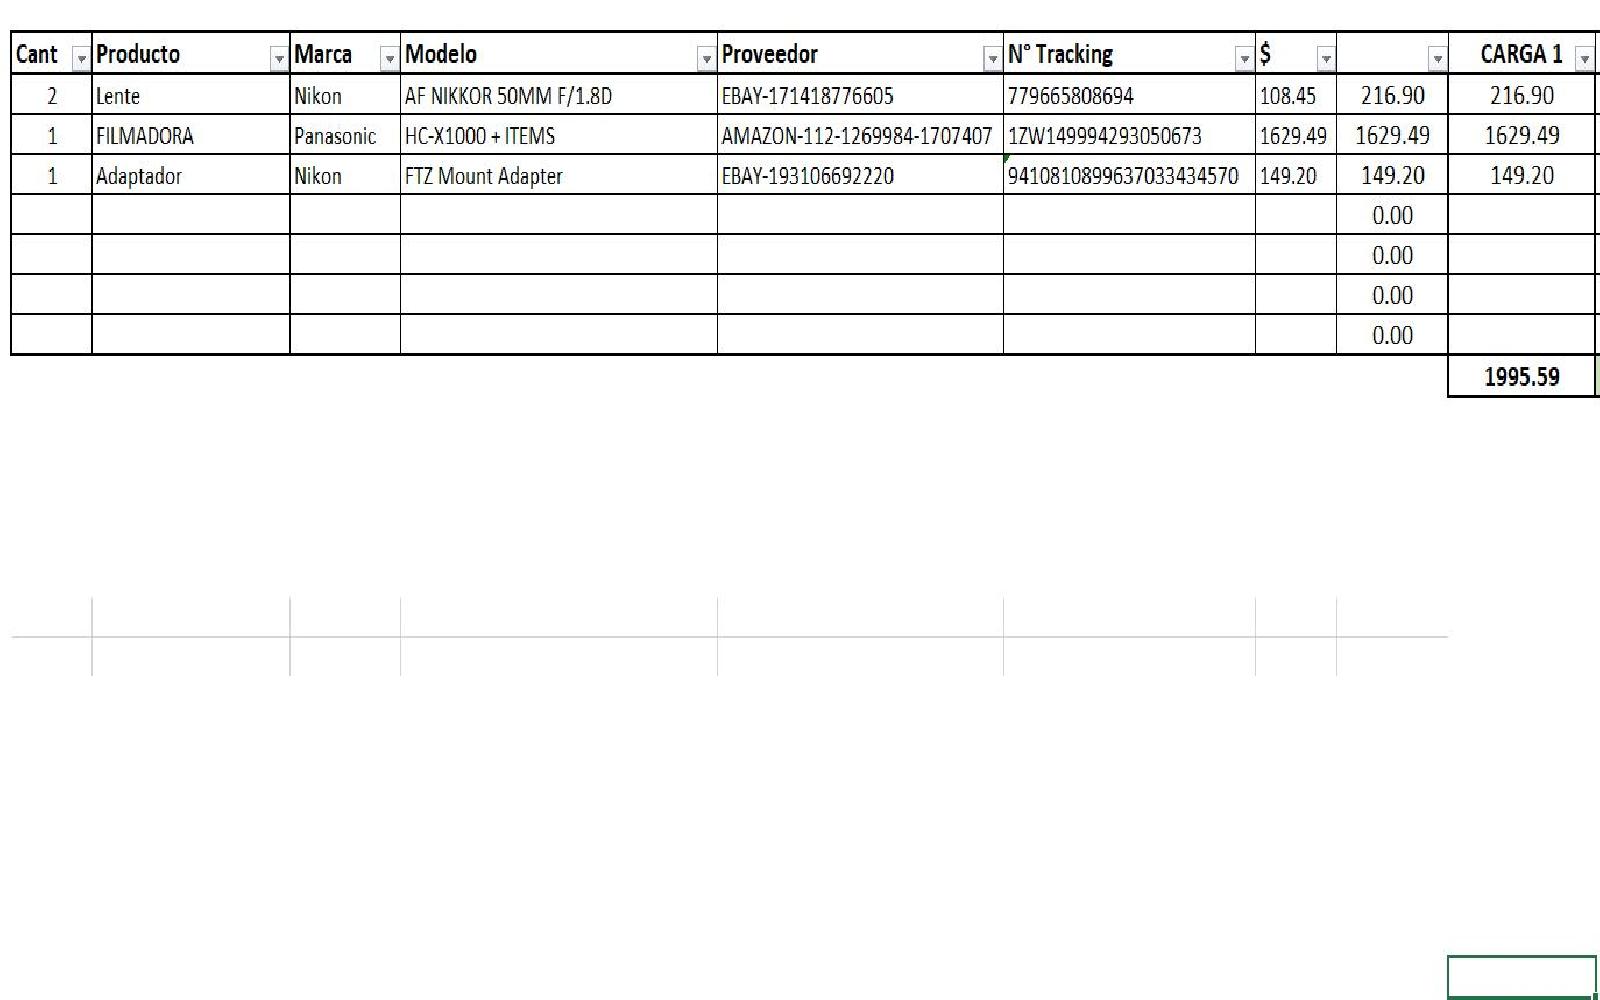 Cant Producto Marca Modelo Proveedor N° Tracking $ CARGA 1
2 Lente Nikon AF NIKKOR 50MM F/1.8D EBAY-171418776605 779665808694 108.45 216.90 216.90
1 FILMADORA Panasonic HC-X1000 + ITEMS AMAZON-112-1269984-1707407 1ZW149994293050673 1629.49 1629.49 1629.49
1 Adaptador Nikon FTZ Mount Adapter EBAY-193106692220 9410810899637033434570 149.20 149.20 149.20
0.00
0.00
0.00
0.00
1995.59